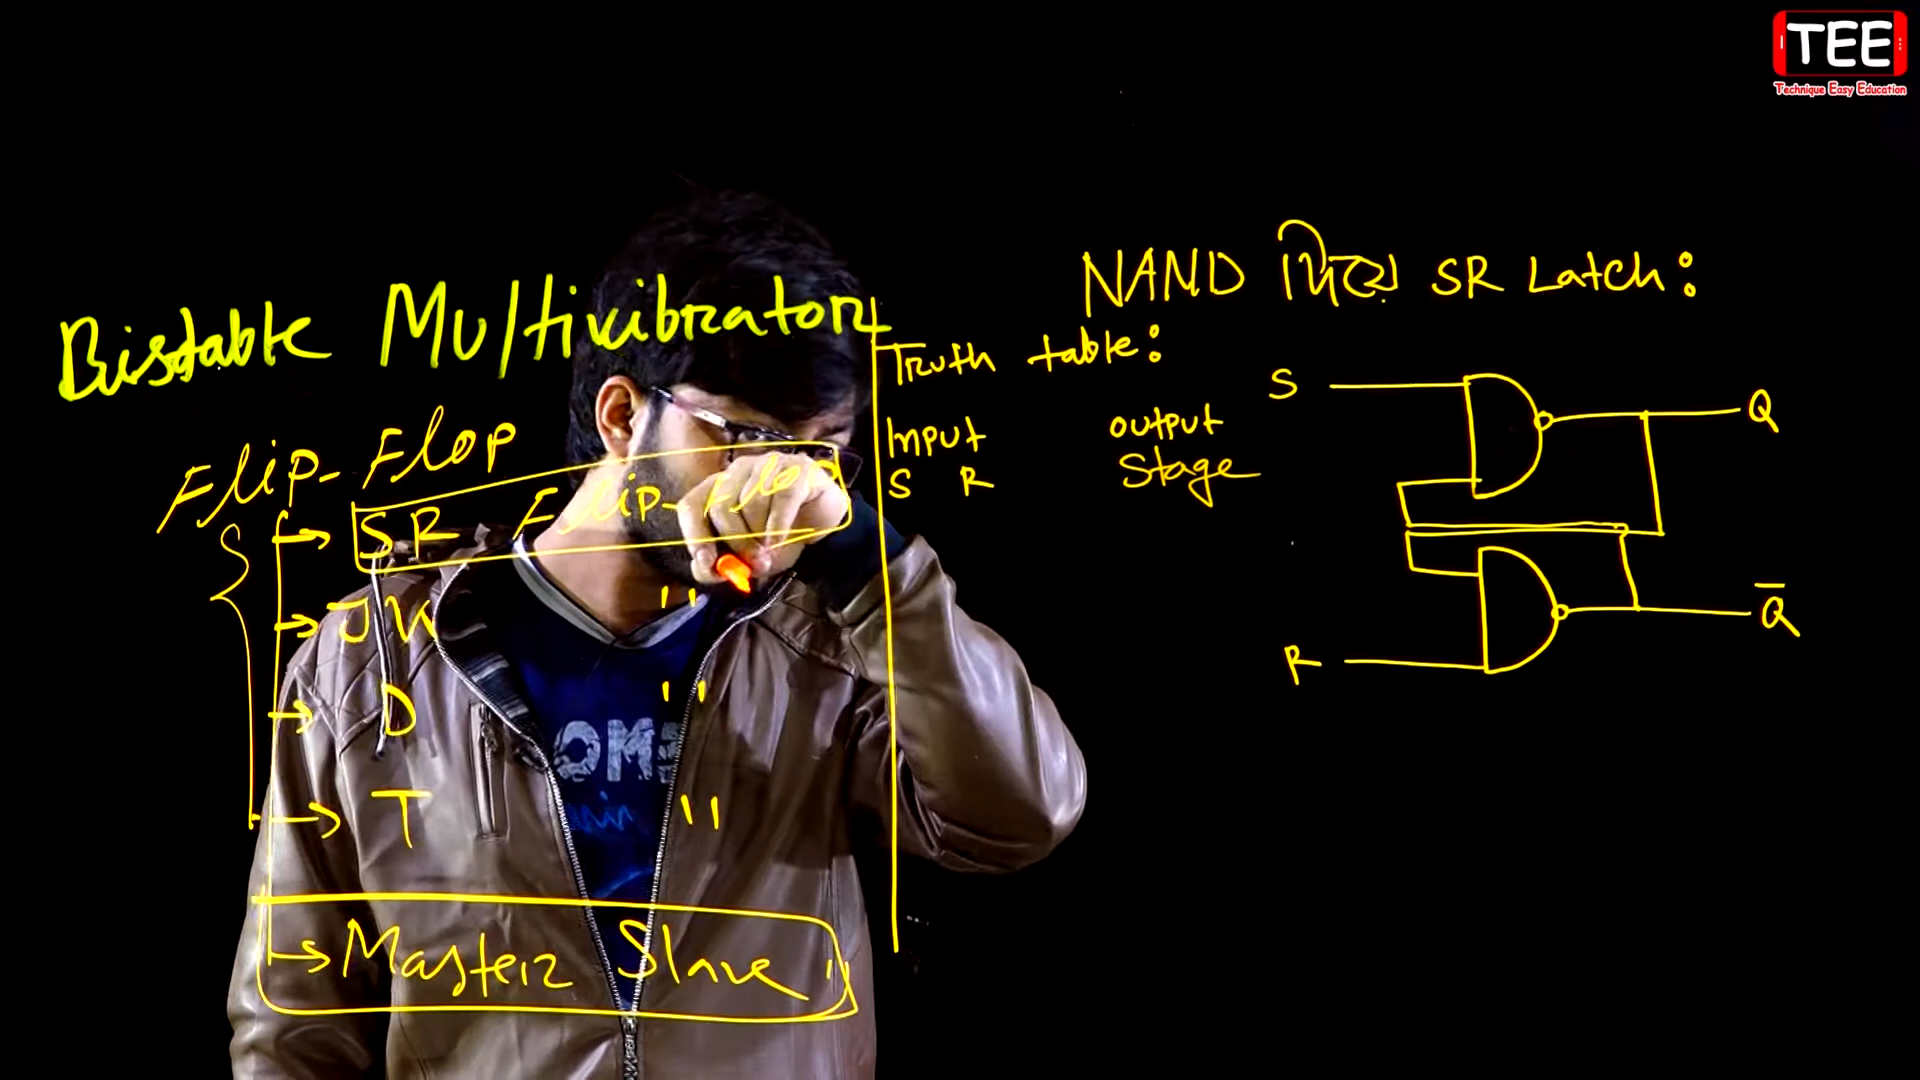 TEE
Technique Easy Education
Bistable Multivibrator
Flip-Flop
SR Flip-Flop
JK "
D "
T "
Master Slave "
Truth table:
Input output
S R Stage
NAND দিয়ে SR Latch:
S
Q
R
Q̅